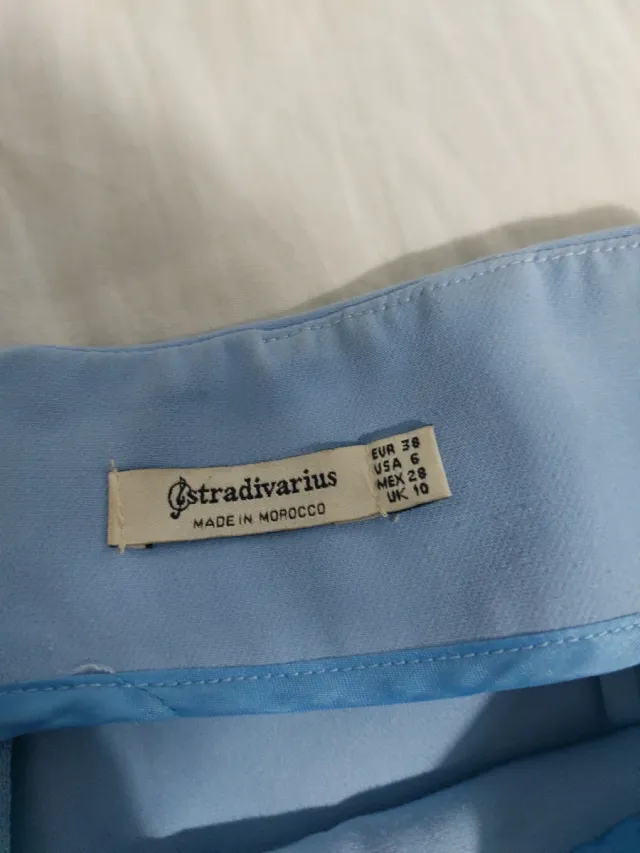 stradivarius
MADE IN MOROCCO
EUR 38
USA 6
MEX 28
UK 10